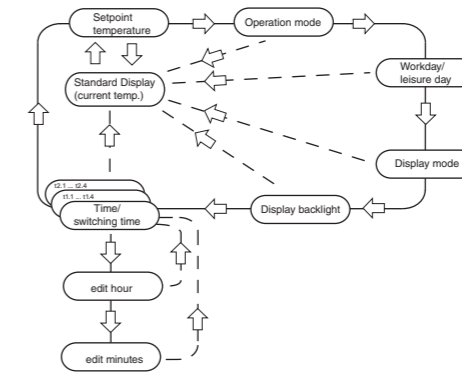 Setpoint
temperature
Operation mode
Standard Display
(current temp.)
Workday/
leisure day
Display mode
t2.1 ... t2.4
t1.1 ... t1.4
Time/
switching time
Display backlight
edit hour
edit minutes